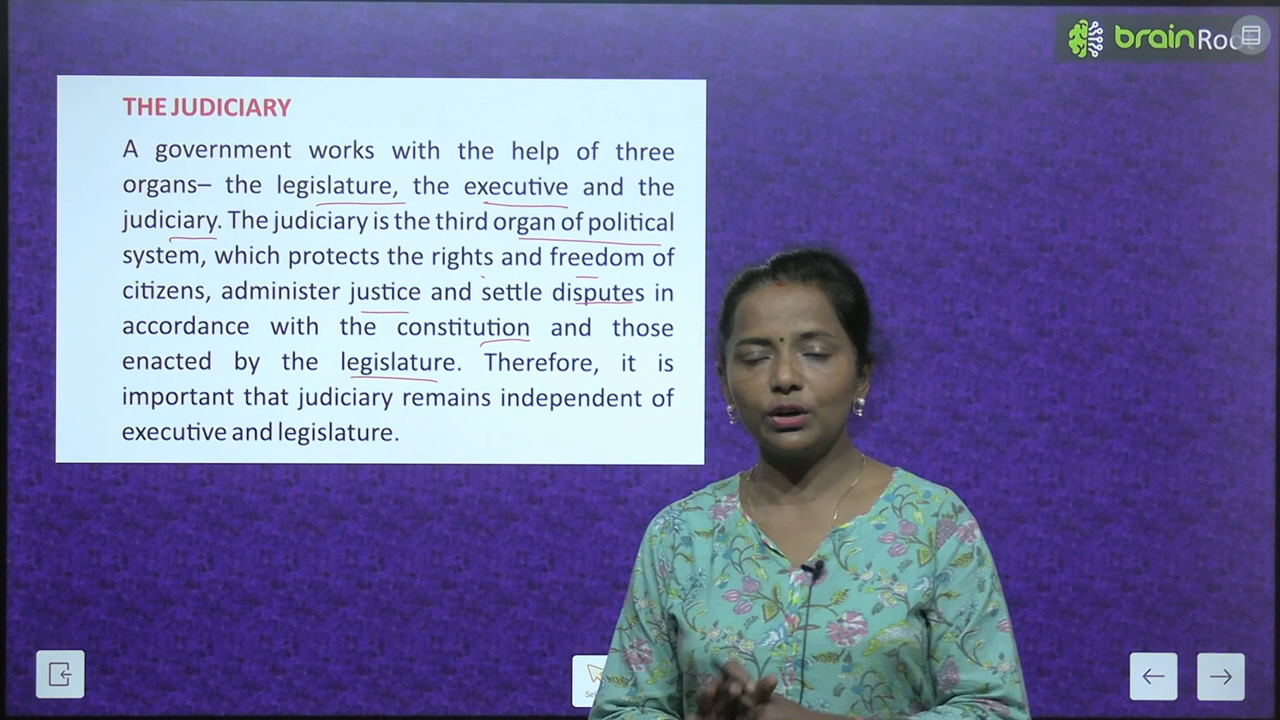 brainRoot
THE JUDICIARY
A government works with the help of three
organs– the legislature, the executive and the
judiciary. The judiciary is the third organ of political
system, which protects the rights and freedom of
citizens, administer justice and settle disputes in
accordance with the constitution and those
enacted by the legislature. Therefore, it is
important that judiciary remains independent of
executive and legislature.